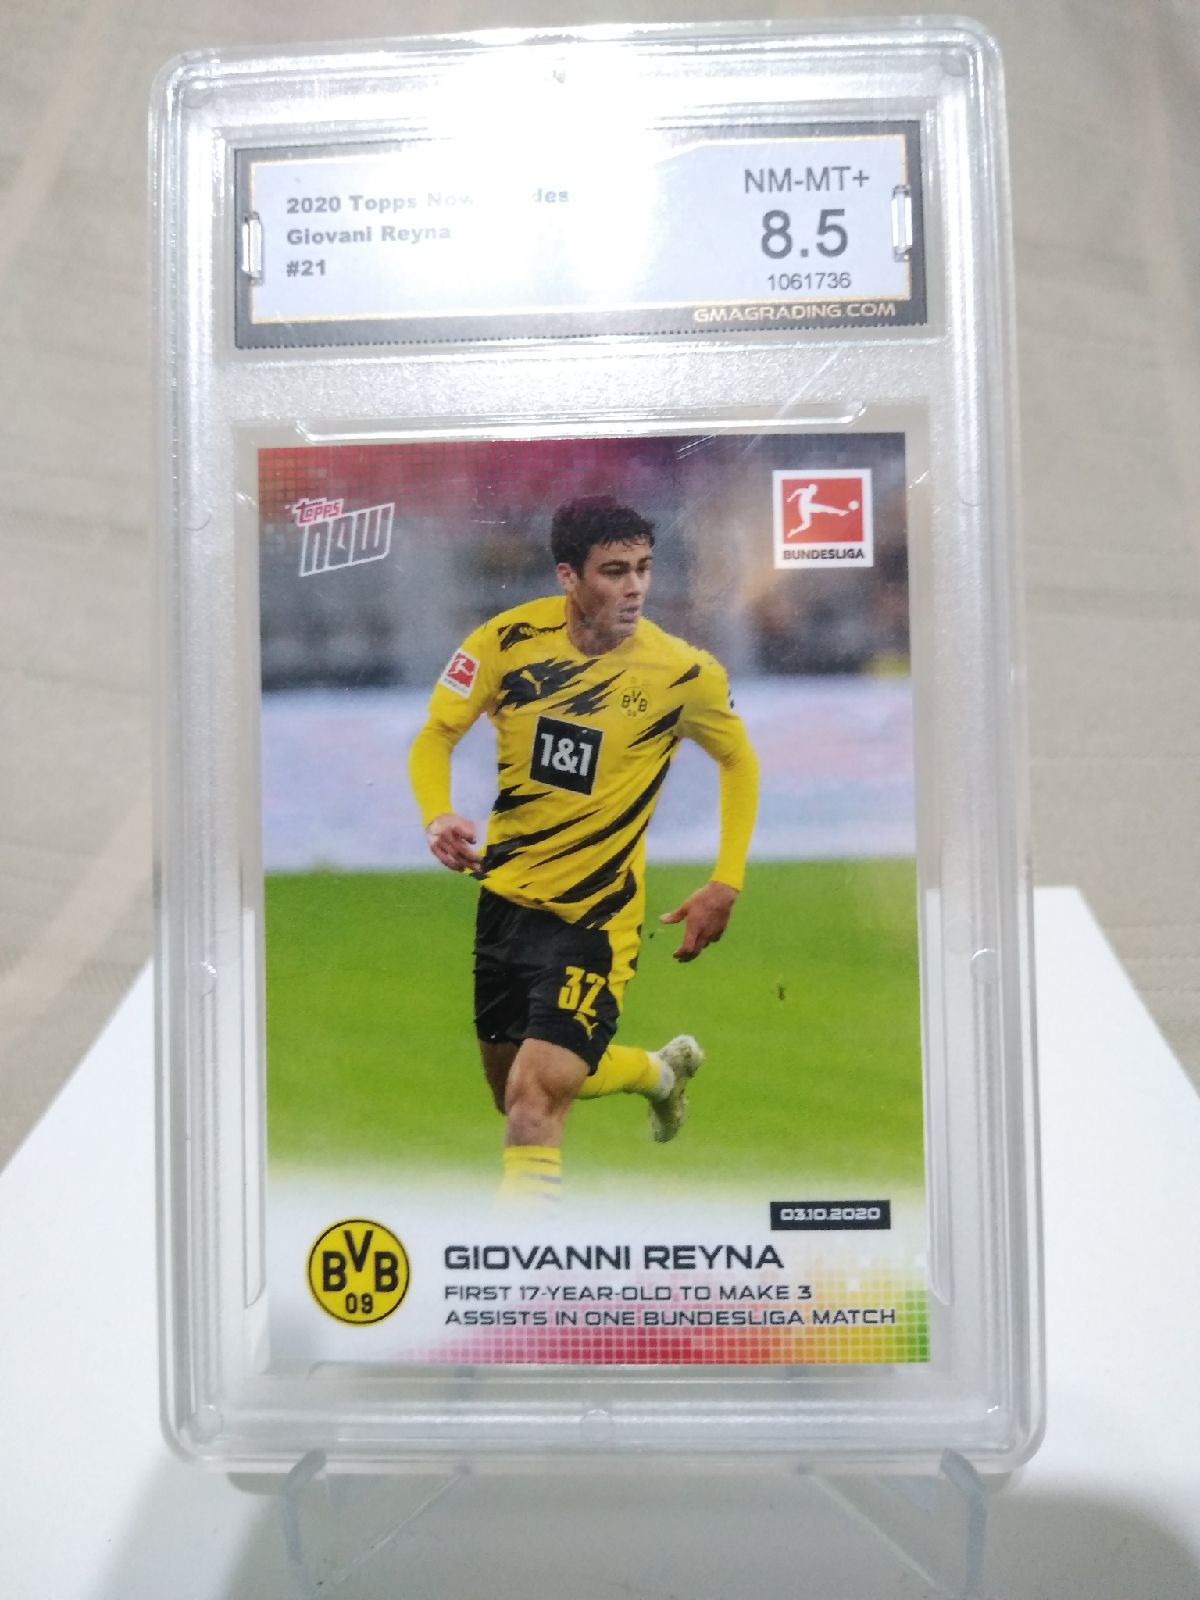 2020 Topps Now
Giovani Reyna
#21
NM-MT+
8.5
1061736
GMAGRADING.COM
topps
now
BUNDESLIGA
BVB
09
1&1
32
03.10.2020
BVB
09
GIOVANNI REYNA
FIRST 17-YEAR-OLD TO MAKE 3
ASSISTS IN ONE BUNDESLIGA MATCH